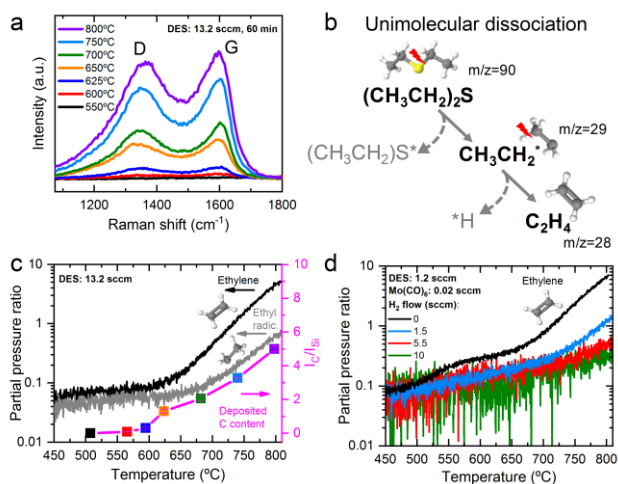 a
DES: 13.2 sccm, 60 min
800ºC
750ºC
700ºC
650ºC
625ºC
600ºC
550ºC
D
G
Intensity (a.u.)
1200
1400
1600
1800
Raman shift (cm-1)
b
Unimolecular dissociation
m/z=90
(CH3CH2)2S
m/z=29
(CH3CH2)S*
CH3CH2*
*H
C2H4
m/z=28
c
DES: 13.2 sccm
Ethylene
Ethyl
radic.
Deposited
C content
Partial pressure ratio
10
1
0.1
0.01
450 500 550 600 650 700 750 800
Temperature (ºC)
10
8
6
4
2
0
IC/ISi
d
DES: 1.2 sccm
Mo(CO)6: 0.02 sccm
H2 flow (sccm):
0
1.5
5.5
10
Ethylene
Partial pressure ratio
10
1
0.1
0.01
450 500 550 600 650 700 750 800
Temperature (ºC)